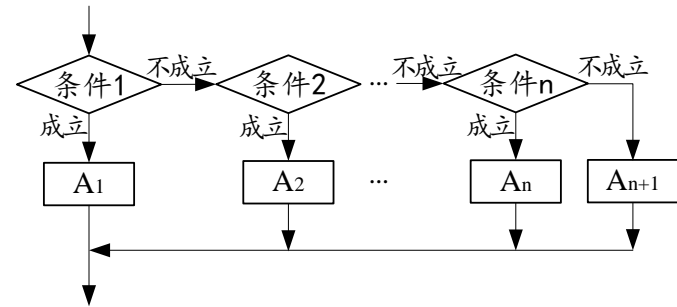 条件1 不成立 条件2 ... 不成立 条件n 不成立
成立 成立 成立
A1 A2 ... An An+1